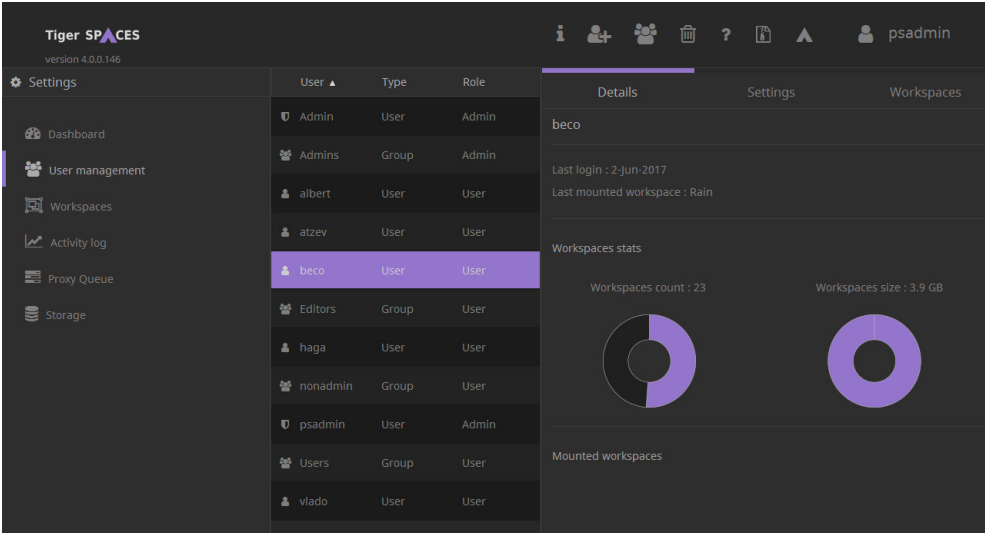 Tiger SPACES
version 4.0.0.146
? psadmin
Settings
Dashboard
User management
Workspaces
Activity log
Proxy Queue
Storage
User ▲ Type Role
Admin User Admin
Admins Group Admin
albert User User
atzev User User
beco User User
Editors Group User
haga User User
nonadmin Group User
psadmin User Admin
Users Group User
vlado User User
Details Settings Workspaces
beco
Last login : 2-Jun-2017
Last mounted workspace : Rain
Workspaces stats
Workspaces count : 23 Workspaces size : 3.9 GB
Mounted workspaces